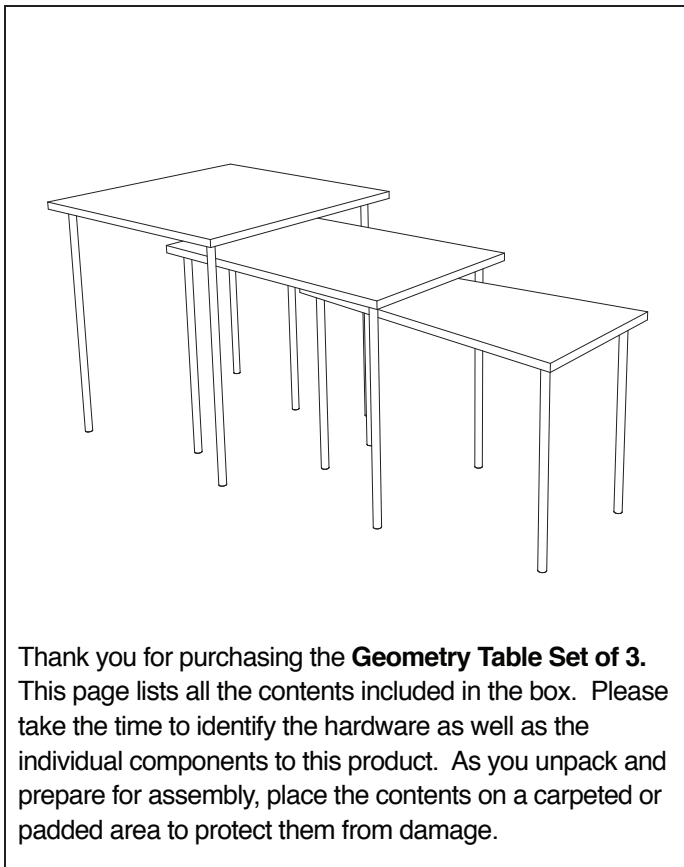 Thank you for purchasing the Geometry Table Set of 3.
This page lists all the contents included in the box.  Please
take the time to identify the hardware as well as the
individual components to this product.  As you unpack and
prepare for assembly, place the contents on a carpeted or
padded area to protect them from damage.